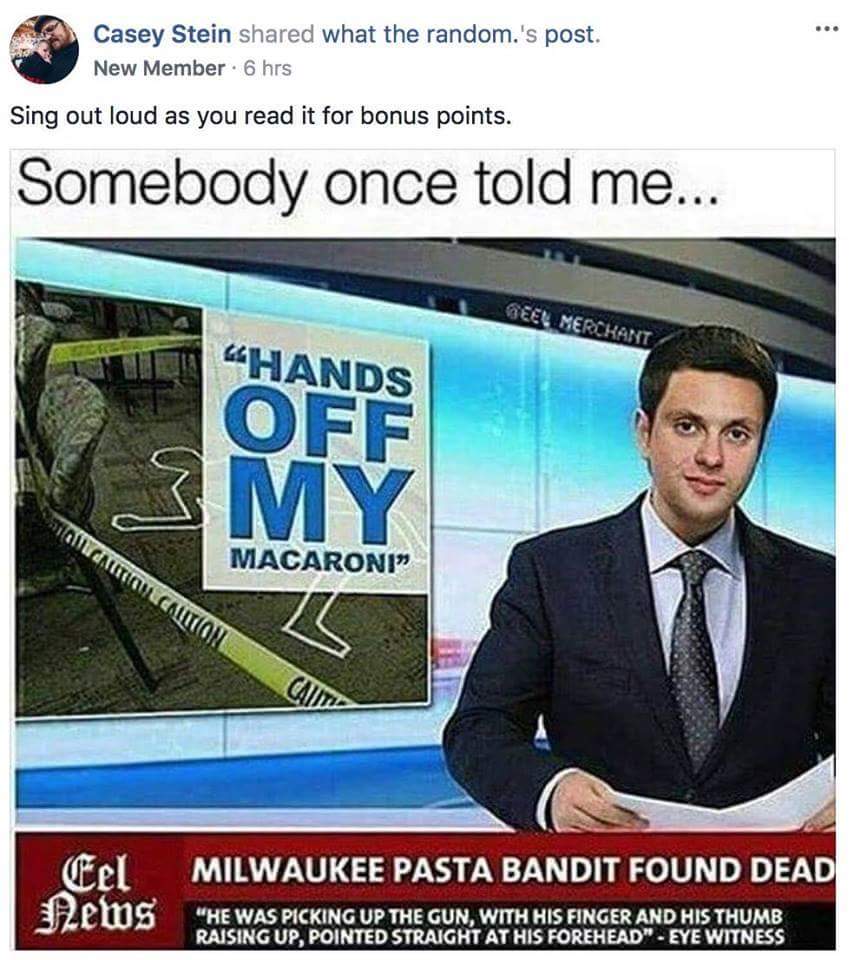 Casey Stein shared what the random.'s post.
New Member · 6 hrs
Sing out loud as you read it for bonus points.
Somebody once told me...
@EEL MERCHANT
"HANDS
OFF
MY
MACARONI"
CAUTION CAUTION
Eel
News
MILWAUKEE PASTA BANDIT FOUND DEAD
"HE WAS PICKING UP THE GUN, WITH HIS FINGER AND HIS THUMB
RAISING UP, POINTED STRAIGHT AT HIS FOREHEAD" - EYE WITNESS